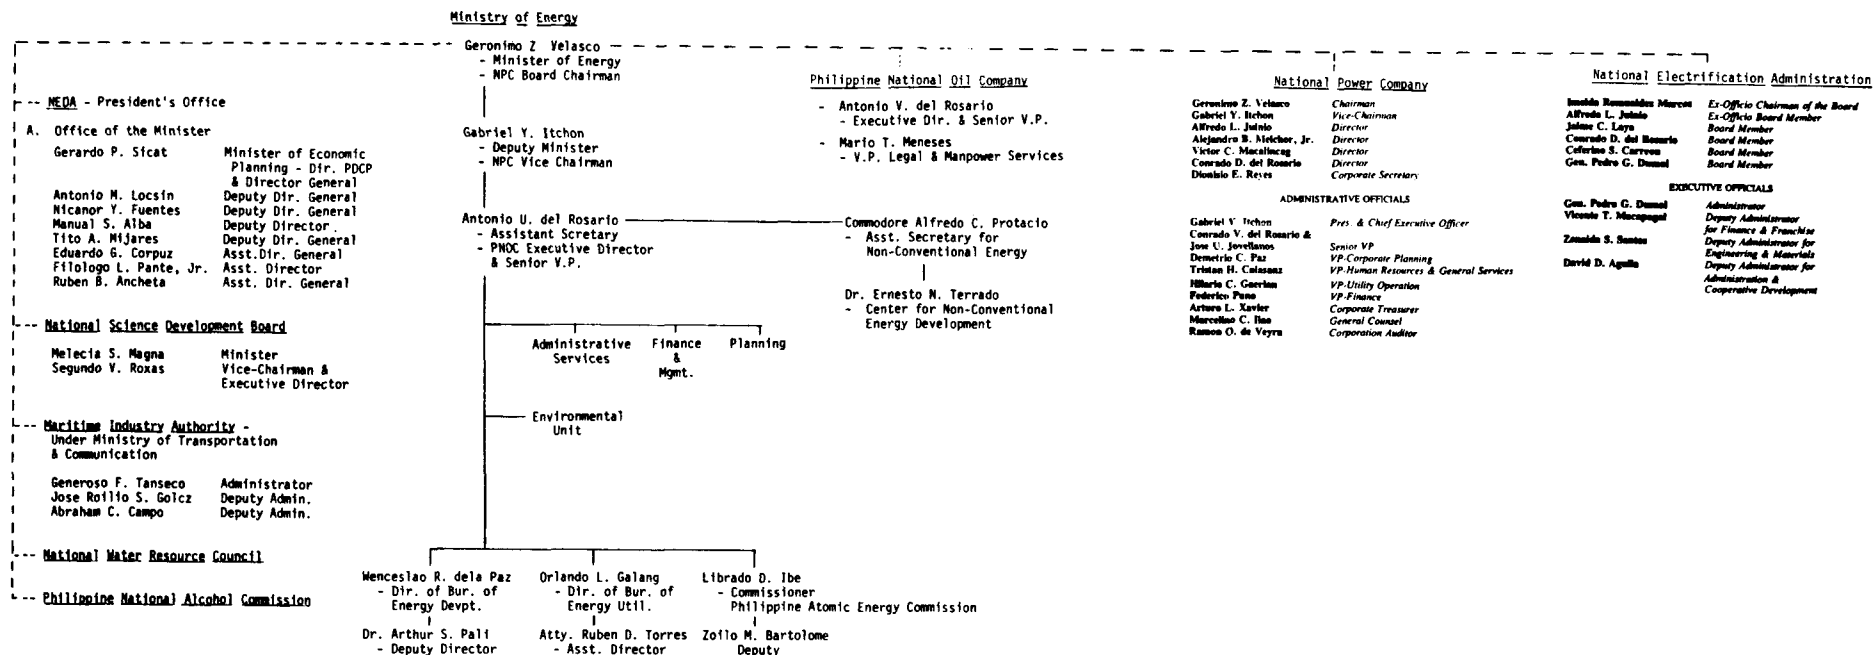 Ministry of Energy
Geronimo Z Velasco
- Minister of Energy
- NPC Board Chairman
NEDA - President's Office
A. Office of the Minister
Gerardo P. Sicat Minister of Economic
Planning - Dir. PDCP
& Director General
Antonio M. Locsin Deputy Dir. General
Nicanor Y. Fuentes Deputy Dir. General
Manual S. Alba Deputy Director
Tito A. Mijares Deputy Dir. General
Eduardo G. Corpuz Asst.Dir. General
Filologo L. Pante, Jr. Asst. Director
Ruben B. Ancheta Asst. Dir. General
National Science Development Board
Melecia S. Magna Minister
Segundo V. Roxas Vice-Chairman &
Executive Director
Maritime Industry Authority -
Under Ministry of Transportation
& Communication
Generoso F. Tanseco Administrator
Jose Roilio S. Golcz Deputy Admin.
Abraham C. Campo Deputy Admin.
National Water Resource Council
Philippine National Alcohol Commission
Gabriel Y. Itchon
- Deputy Minister
- NPC Vice Chairman
Antonio U. del Rosario
- Assistant Scretary
- PNOC Executive Director
& Senior V.P.
Administrative
Services
Finance
&
Mgmt.
Planning
Environmental
Unit
Wenceslao R. dela Paz
- Dir. of Bur. of
Energy Devpt.
Dr. Arthur S. Pali
- Deputy Director
Orlando L. Galang
- Dir. of Bur. of
Energy Util.
Atty. Ruben D. Torres
- Asst. Director
Librado D. Ibe
- Commissioner
Philippine Atomic Energy Commission
Zoilo M. Bartolome
Deputy
Philippine National Oil Company
- Antonio V. del Rosario
- Executive Dir. & Senior V.P.
- Mario T. Meneses
- V.P. Legal & Manpower Services
Commodore Alfredo C. Protacio
- Asst. Secretary for
Non-Conventional Energy
Dr. Ernesto N. Terrado
- Center for Non-Conventional
Energy Development
National Power Company
Geronimo Z. Velasco Chairman
Gabriel Y. Itchon Vice-Chairman
Alfredo L. Juinio Director
Alejandro B. Melchor, Jr. Director
Victor C. Macalincag Director
Conrado D. del Rosario Director
Dionisio E. Reyes Corporate Secretary
ADMINISTRATIVE OFFICIALS
Gabriel Y. Itchon Pres. & Chief Executive Officer
Conrado V. del Rosario &
Jose U. Jovellanos Senior VP
Demetrio C. Paz VP-Corporate Planning
Tristan H. Calasanz VP-Human Resources & General Services
Hilario C. Guerlan VP-Utility Operation
Federico Puno VP-Finance
Arturo L. Xavier Corporate Treasurer
Marcelino C. Ilao General Counsel
Ramon O. de Veyra Corporation Auditor
National Electrification Administration
Imelda Romualdez Marcos Ex-Officio Chairman of the Board
Alfredo L. Juinio Ex-Officio Board Member
Jaime C. Laya Board Member
Conrado D. del Rosario Board Member
Ceferino S. Carreon Board Member
Gen. Pedro G. Dumol Board Member
EXECUTIVE OFFICIALS
Gen. Pedro G. Dumol Administrator
Vicente T. Macapagal Deputy Administrator
for Finance & Franchise
Zenaida S. Santos Deputy Administrator for
Engineering & Materials
David D. Aguila Deputy Administrator for
Administration &
Cooperative Development